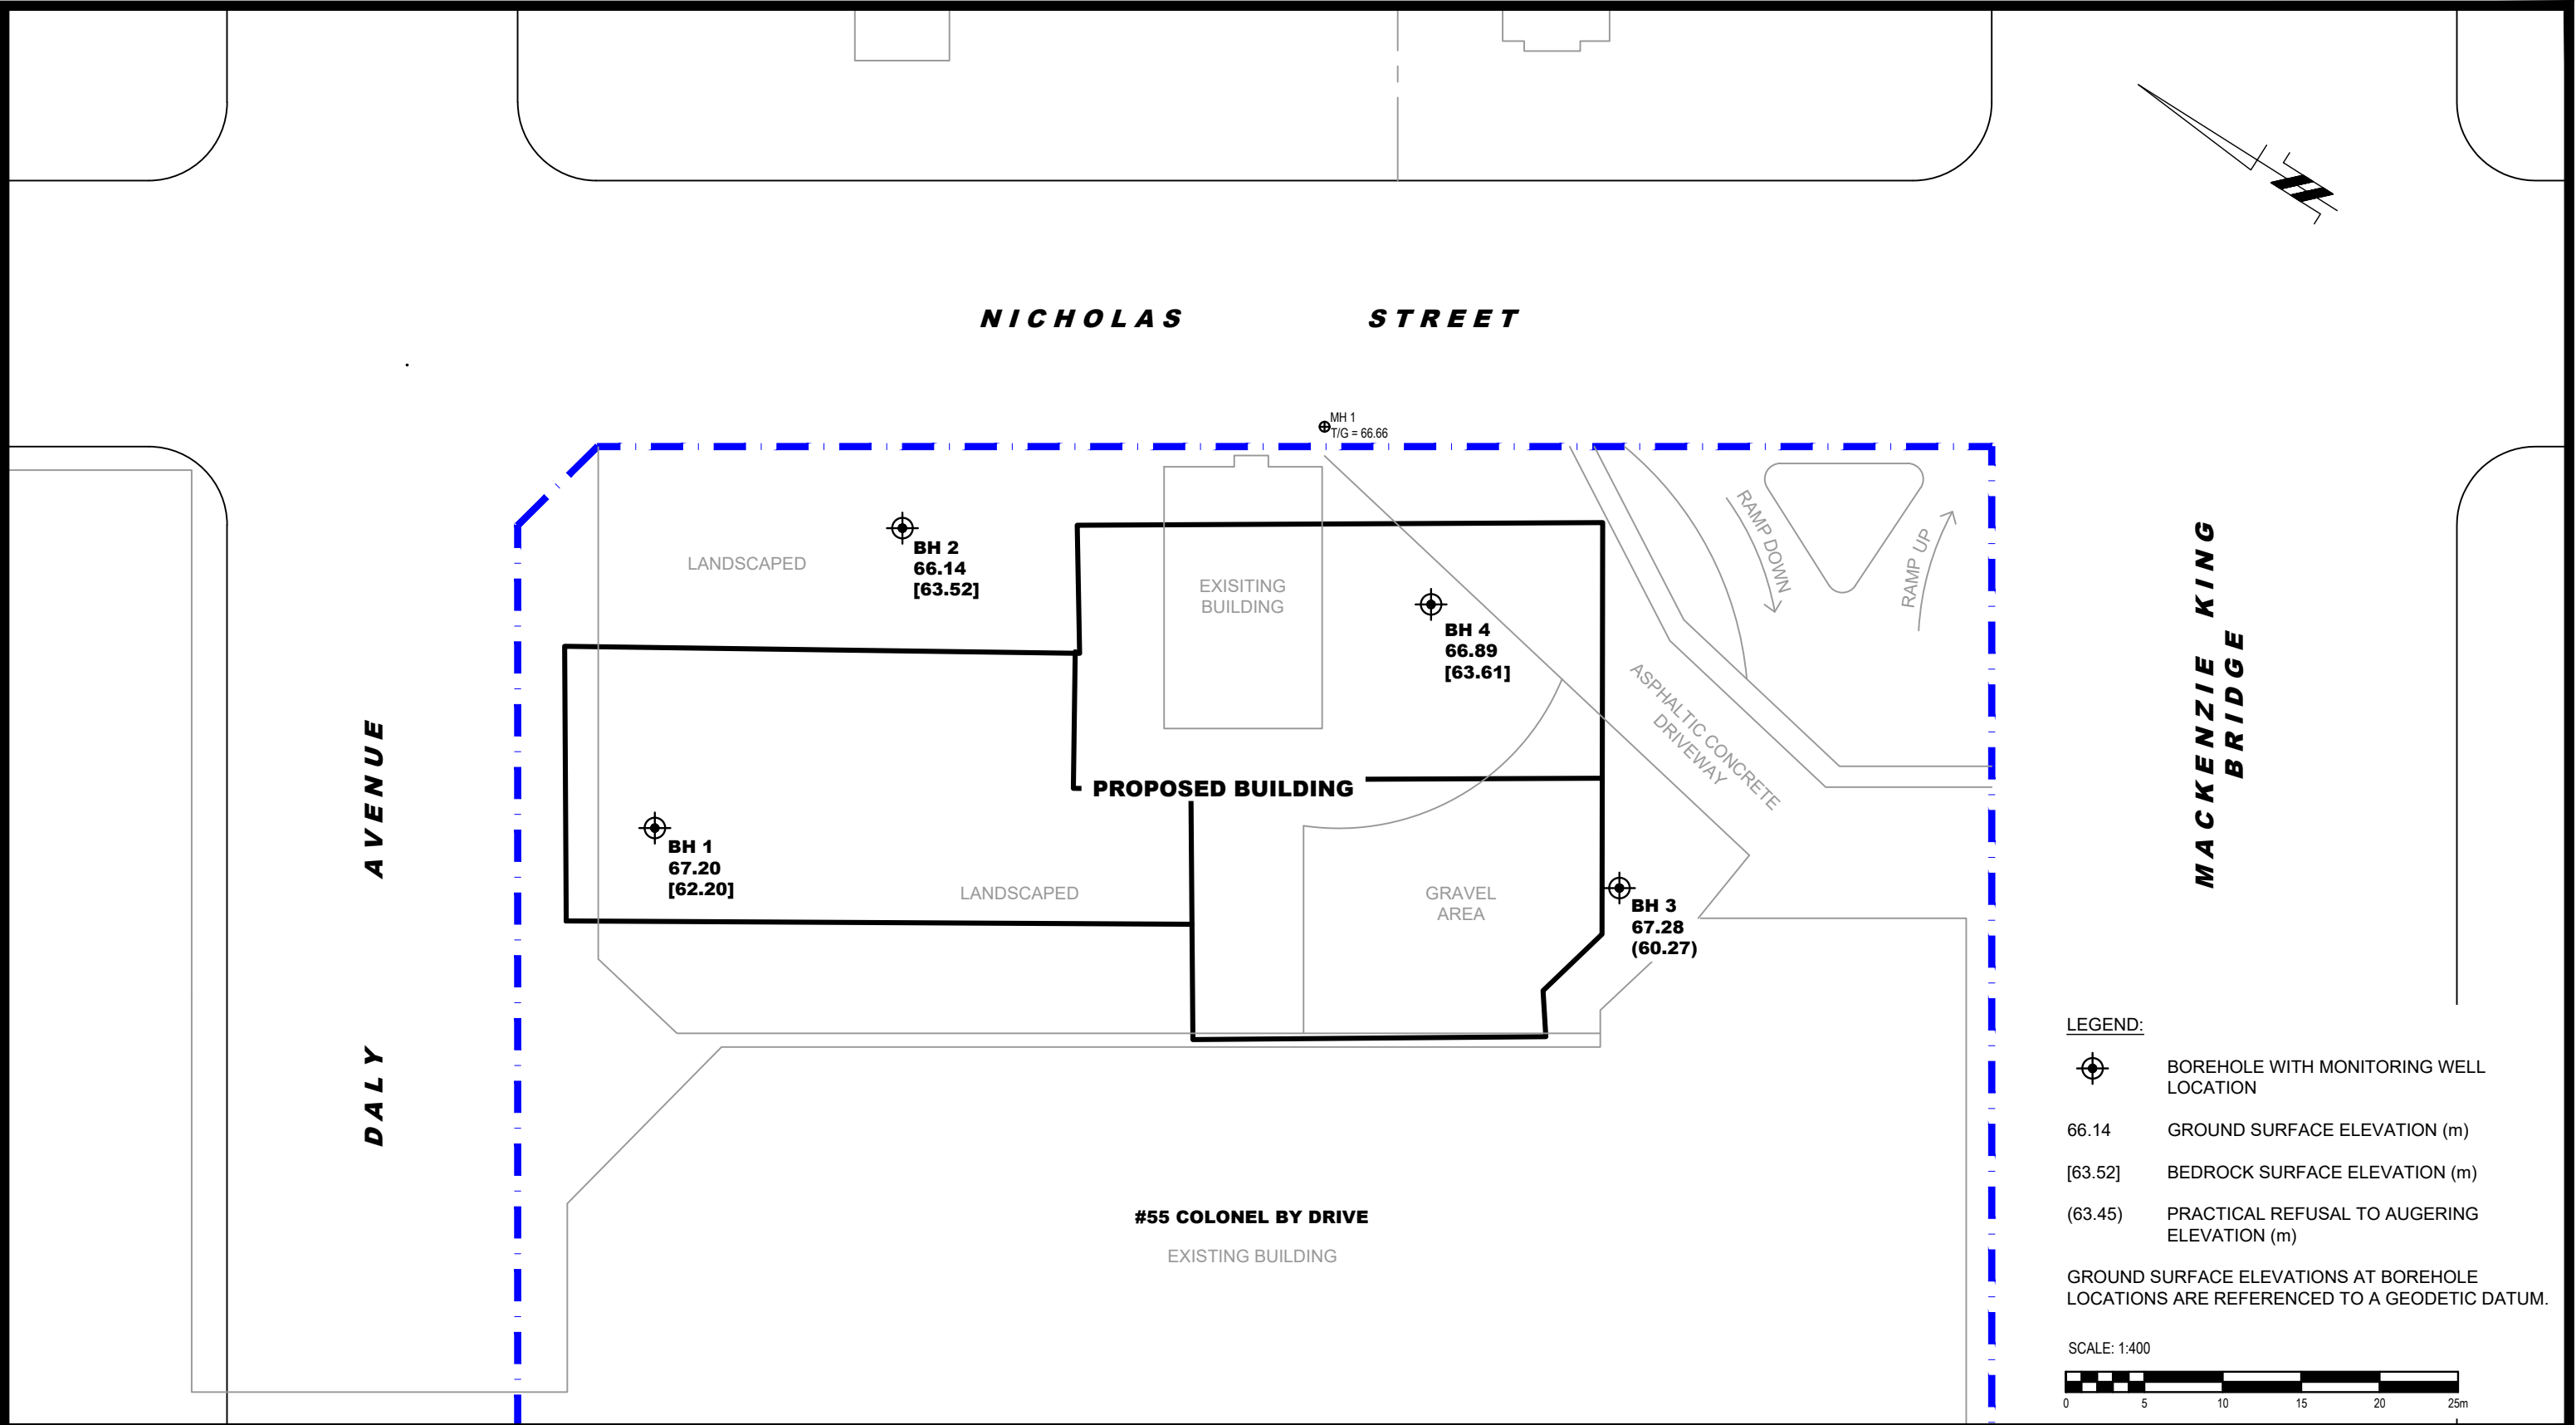 NICHOLAS STREET
MH 1
T/G = 66.66
LANDSCAPED
BH 2
66.14
[63.52]
EXISITING
BUILDING
BH 4
66.89
[63.61]
RAMP DOWN
RAMP UP
ASPHALTIC CONCRETE
DRIVEWAY
MACKENZIE KING
BRIDGE
DALY AVENUE
PROPOSED BUILDING
BH 1
67.20
[62.20]
LANDSCAPED
GRAVEL
AREA
BH 3
67.28
(60.27)
#55 COLONEL BY DRIVE
EXISTING BUILDING
LEGEND:
BOREHOLE WITH MONITORING WELL
LOCATION
66.14 GROUND SURFACE ELEVATION (m)
[63.52] BEDROCK SURFACE ELEVATION (m)
(63.45) PRACTICAL REFUSAL TO AUGERING
ELEVATION (m)
GROUND SURFACE ELEVATIONS AT BOREHOLE
LOCATIONS ARE REFERENCED TO A GEODETIC DATUM.
SCALE: 1:400
0 5 10 15 20 25m